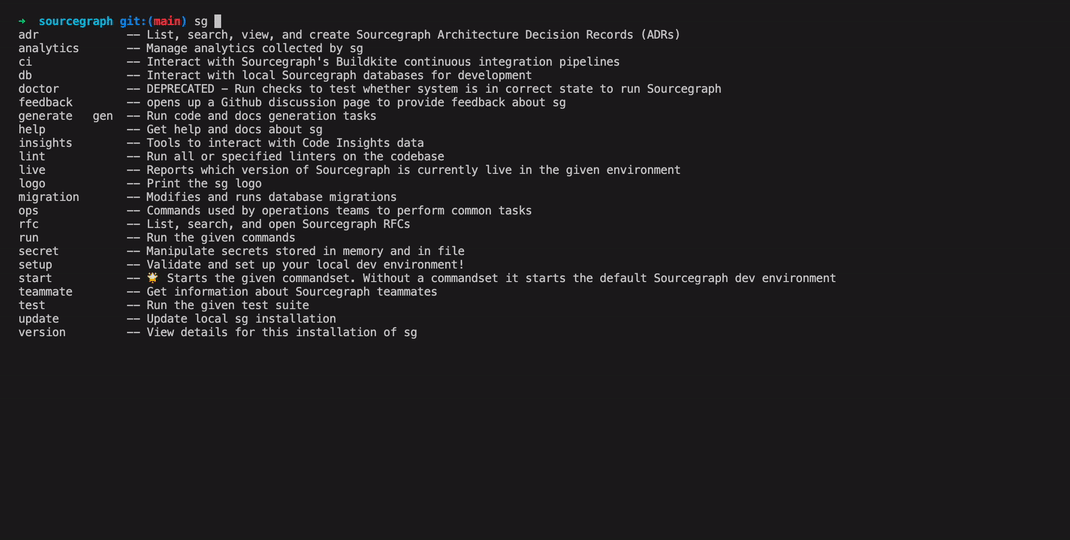 ➜  sourcegraph git:(main) sg
adr -- List, search, view, and create Sourcegraph Architecture Decision Records (ADRs)
analytics -- Manage analytics collected by sg
ci -- Interact with Sourcegraph's Buildkite continuous integration pipelines
db -- Interact with local Sourcegraph databases for development
doctor -- DEPRECATED - Run checks to test whether system is in correct state to run Sourcegraph
feedback -- opens up a Github discussion page to provide feedback about sg
generate gen -- Run code and docs generation tasks
help -- Get help and docs about sg
insights -- Tools to interact with Code Insights data
lint -- Run all or specified linters on the codebase
live -- Reports which version of Sourcegraph is currently live in the given environment
logo -- Print the sg logo
migration -- Modifies and runs database migrations
ops -- Commands used by operations teams to perform common tasks
rfc -- List, search, and open Sourcegraph RFCs
run -- Run the given commands
secret -- Manipulate secrets stored in memory and in file
setup -- Validate and set up your local dev environment!
start -- 🌟 Starts the given commandset. Without a commandset it starts the default Sourcegraph dev environment
teammate -- Get information about Sourcegraph teammates
test -- Run the given test suite
update -- Update local sg installation
version -- View details for this installation of sg